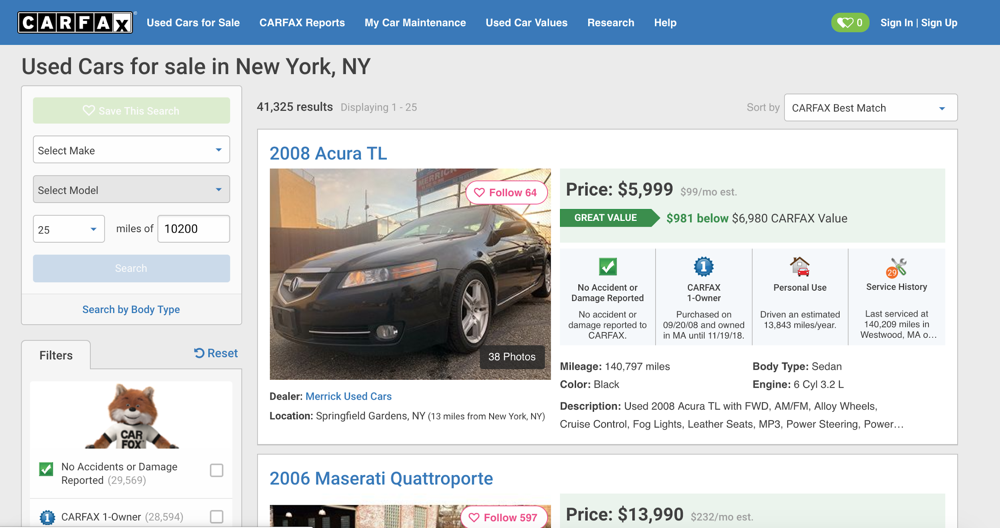 CARFAX®
Used Cars for Sale
CARFAX Reports
My Car Maintenance
Used Car Values
Research
Help
0
Sign In | Sign Up
Used Cars for sale in New York, NY
Save This Search
Select Make
Select Model
25
miles of
10200
Search
Search by Body Type
Filters
Reset
CAR
FOX
No Accidents or Damage
Reported (29,569)
1
CARFAX 1-Owner (28,594)
41,325 results
Displaying 1 - 25
Sort by
CARFAX Best Match
2008 Acura TL
MERRICK
Follow 64
38 Photos
Dealer: Merrick Used Cars
Location: Springfield Gardens, NY (13 miles from New York, NY)
Price: $5,999 $99/mo est.
GREAT VALUE
$981 below $6,980 CARFAX Value
No Accident or
Damage Reported
No accident or
damage reported to
CARFAX.
1
CARFAX
1-Owner
Purchased on
09/20/08 and owned
in MA until 11/19/18.
Personal Use
Driven an estimated
13,843 miles/year.
29
Service History
Last serviced at
140,209 miles in
Westwood, MA o...
Mileage: 140,797 miles
Body Type: Sedan
Color: Black
Engine: 6 Cyl 3.2 L
Description: Used 2008 Acura TL with FWD, AM/FM, Alloy Wheels,
Cruise Control, Fog Lights, Leather Seats, MP3, Power Steering, Power...
2006 Maserati Quattroporte
Follow 597
Price: $13,990 $232/mo est.